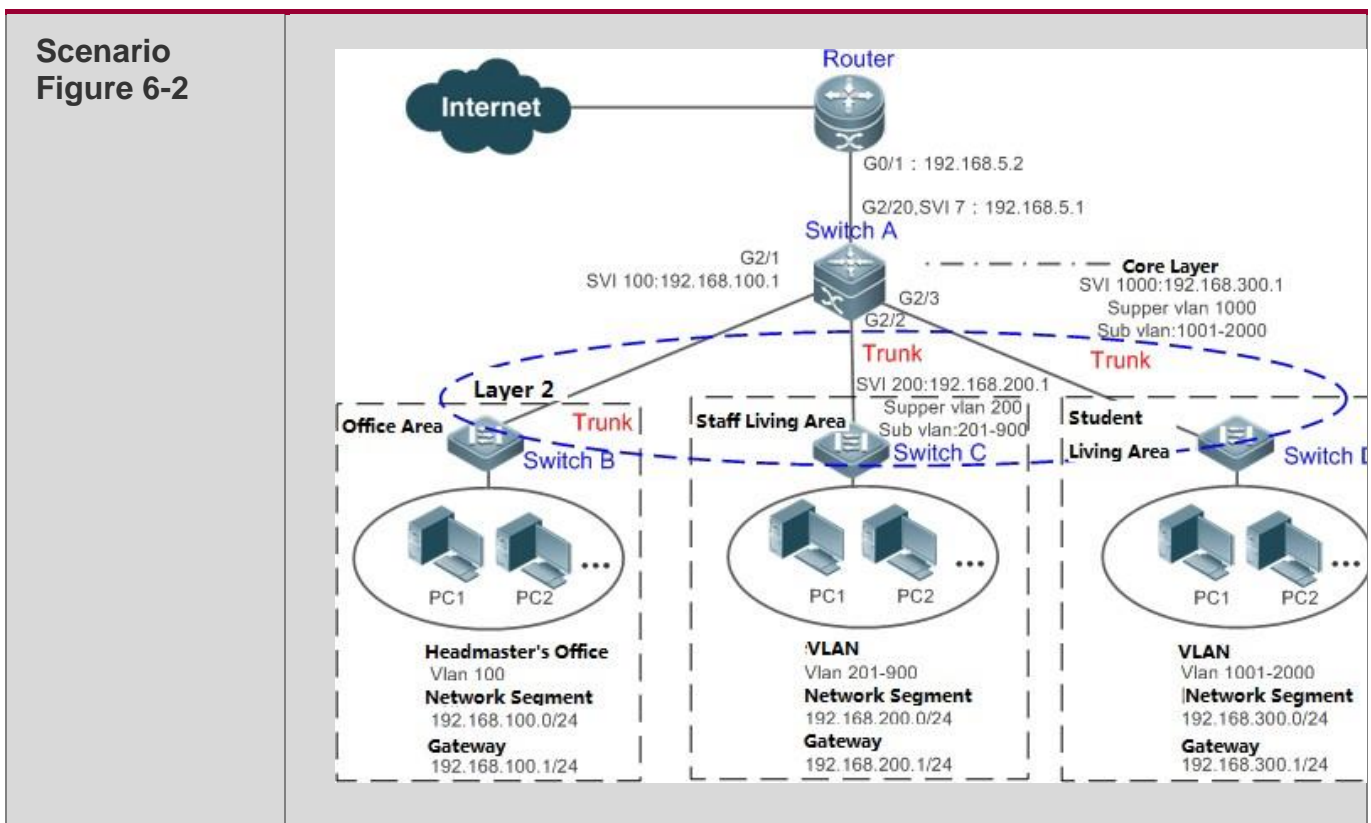 Scenario
Figure 6-2
Router
Internet
G0/1 : 192.168.5.2
G2/20,SVI 7 : 192.168.5.1
Switch A
G2/1
SVI 100:192.168.100.1
Core Layer
SVI 1000:192.168.300.1
Supper vlan 1000
Sub vlan:1001-2000
G2/3
G2/2
Trunk
Trunk
SVI 200:192.168.200.1
Supper vlan 200
Sub vlan:201-900
Layer 2
Office Area
Trunk
Switch B
Staff Living Area
Switch C
Student
Living Area
Switch D
PC1
PC2
...
PC1
PC2
...
PC1
PC2
...
Headmaster's Office
Vlan 100
Network Segment
192.168.100.0/24
Gateway
192.168.100.1/24
VLAN
Vlan 201-900
Network Segment
192.168.200.0/24
Gateway
192.168.200.1/24
VLAN
Vlan 1001-2000
Network Segment
192.168.300.0/24
Gateway
192.168.300.1/24